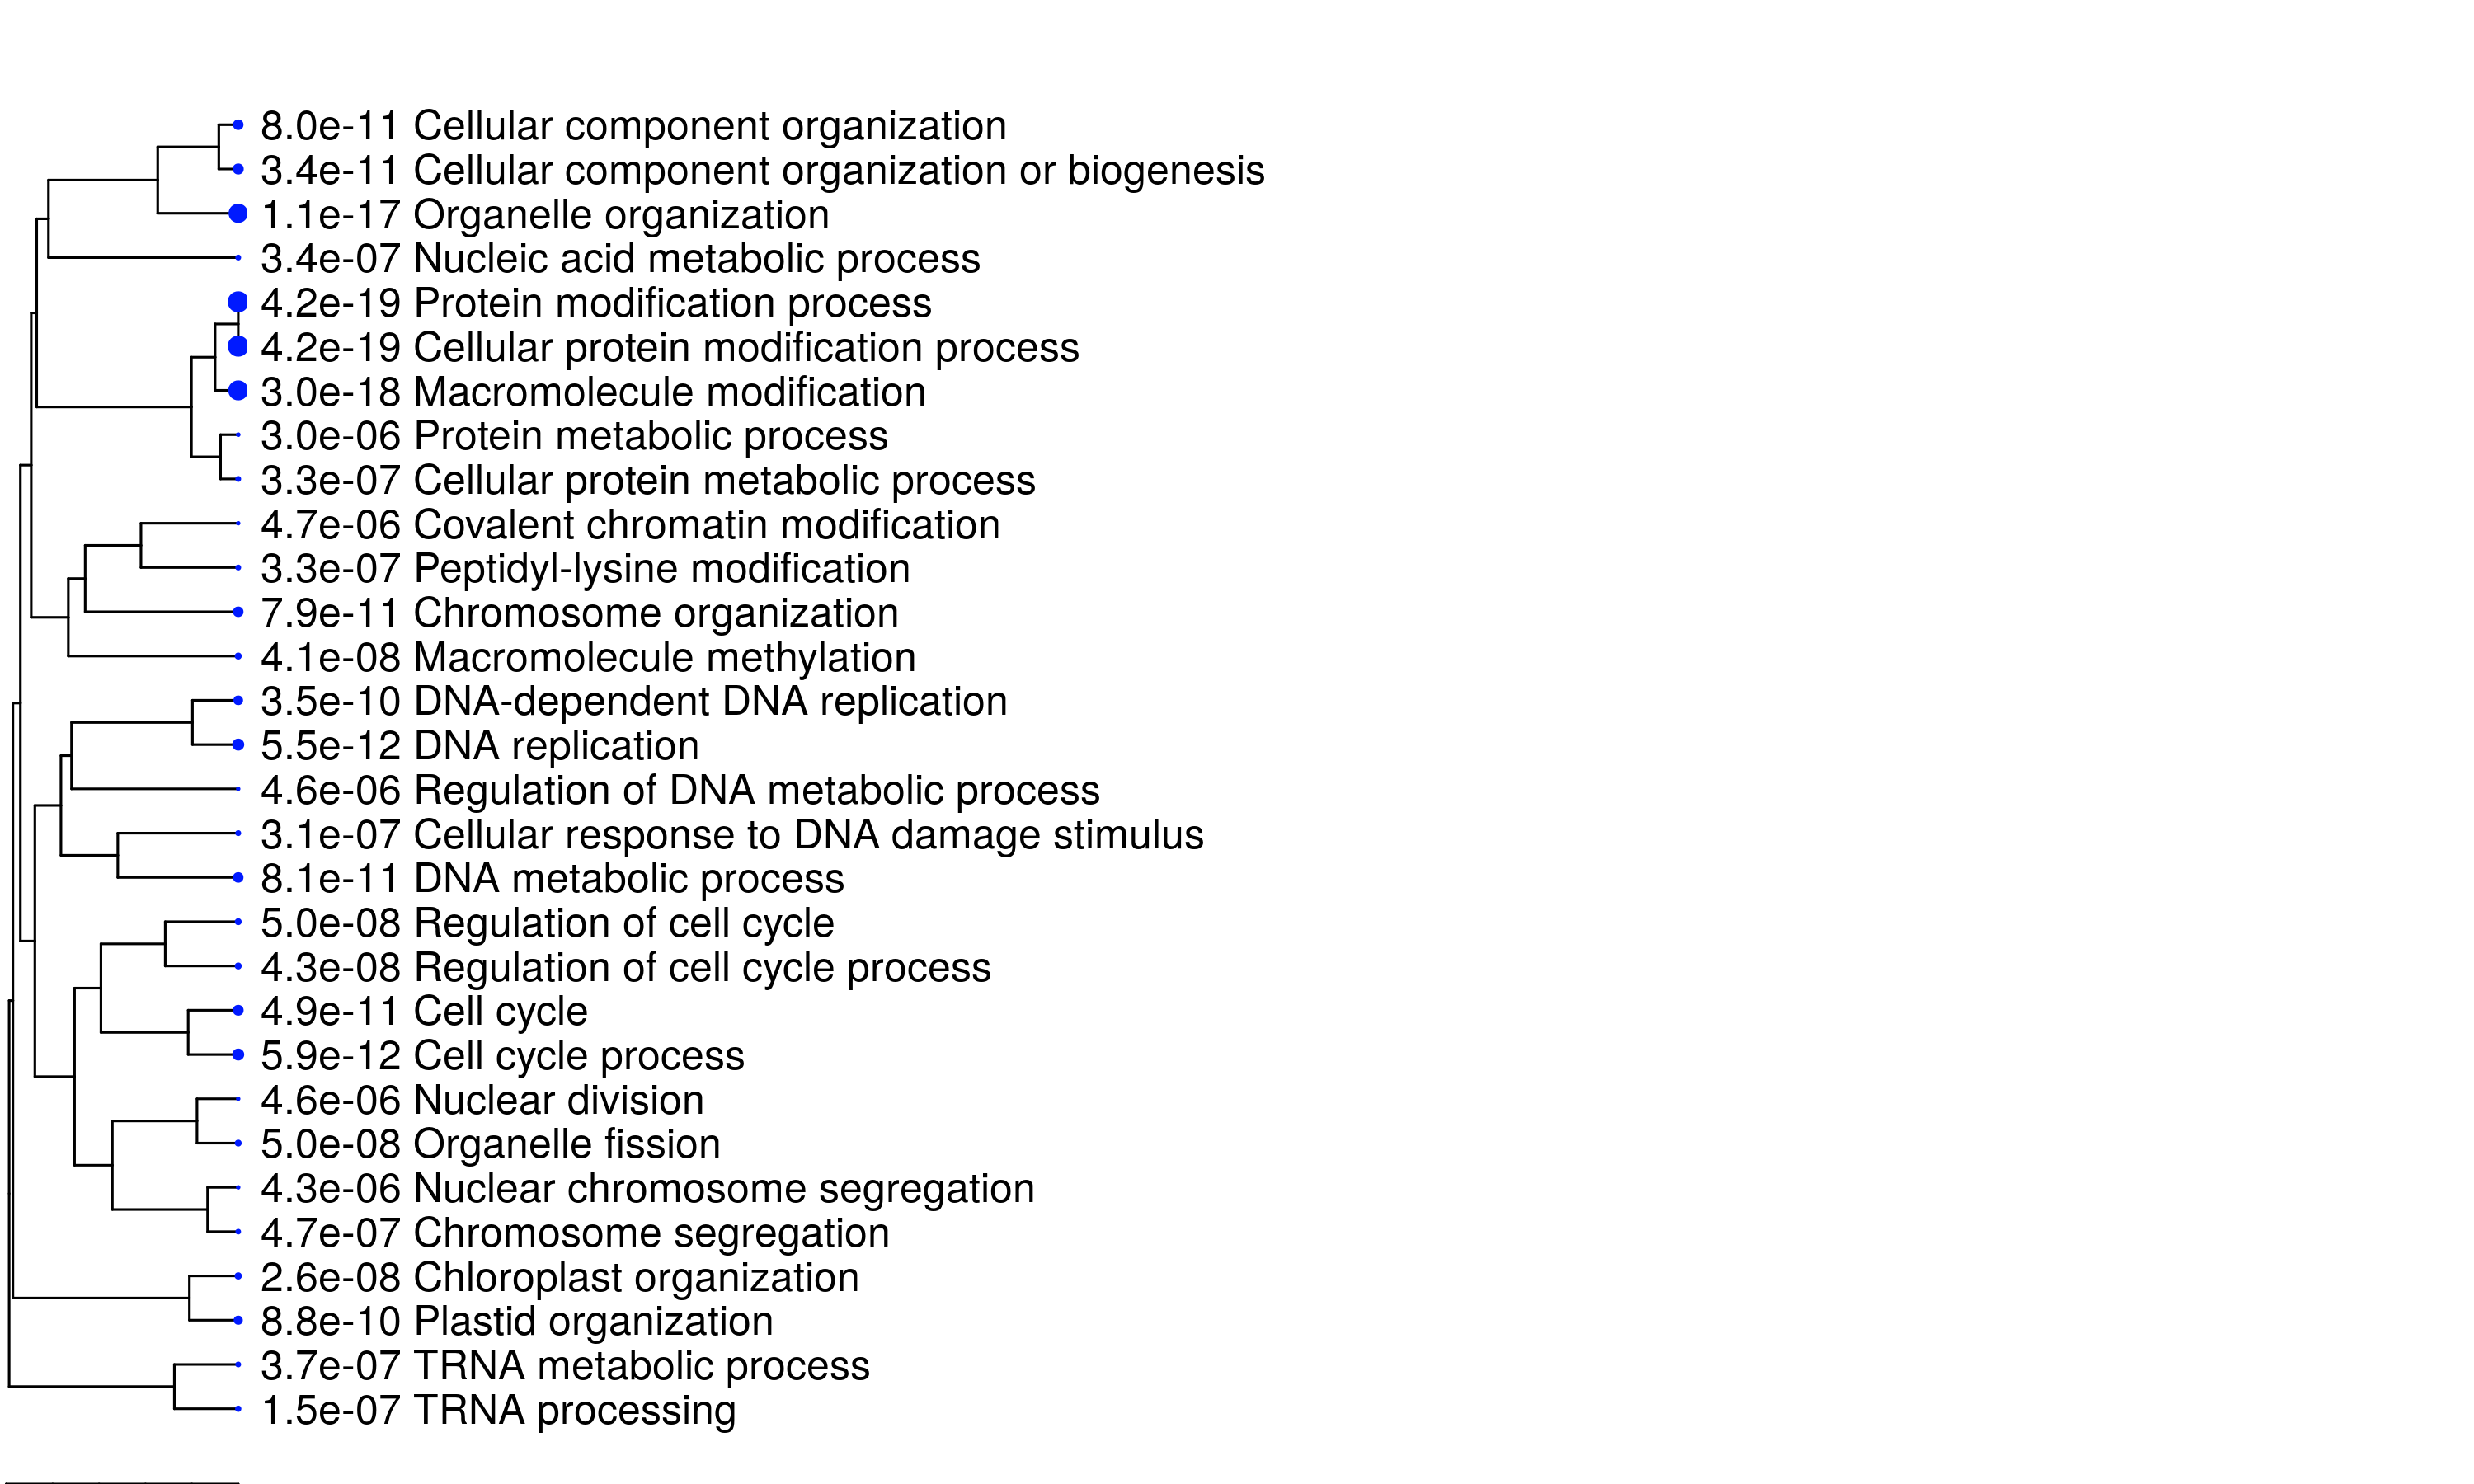 8.0e-11 Cellular component organization
3.4e-11 Cellular component organization or biogenesis
1.1e-17 Organelle organization
3.4e-07 Nucleic acid metabolic process
4.2e-19 Protein modification process
4.2e-19 Cellular protein modification process
3.0e-18 Macromolecule modification
3.0e-06 Protein metabolic process
3.3e-07 Cellular protein metabolic process
4.7e-06 Covalent chromatin modification
3.3e-07 Peptidyl-lysine modification
7.9e-11 Chromosome organization
4.1e-08 Macromolecule methylation
3.5e-10 DNA-dependent DNA replication
5.5e-12 DNA replication
4.6e-06 Regulation of DNA metabolic process
3.1e-07 Cellular response to DNA damage stimulus
8.1e-11 DNA metabolic process
5.0e-08 Regulation of cell cycle
4.3e-08 Regulation of cell cycle process
4.9e-11 Cell cycle
5.9e-12 Cell cycle process
4.6e-06 Nuclear division
5.0e-08 Organelle fission
4.3e-06 Nuclear chromosome segregation
4.7e-07 Chromosome segregation
2.6e-08 Chloroplast organization
8.8e-10 Plastid organization
3.7e-07 TRNA metabolic process
1.5e-07 TRNA processing